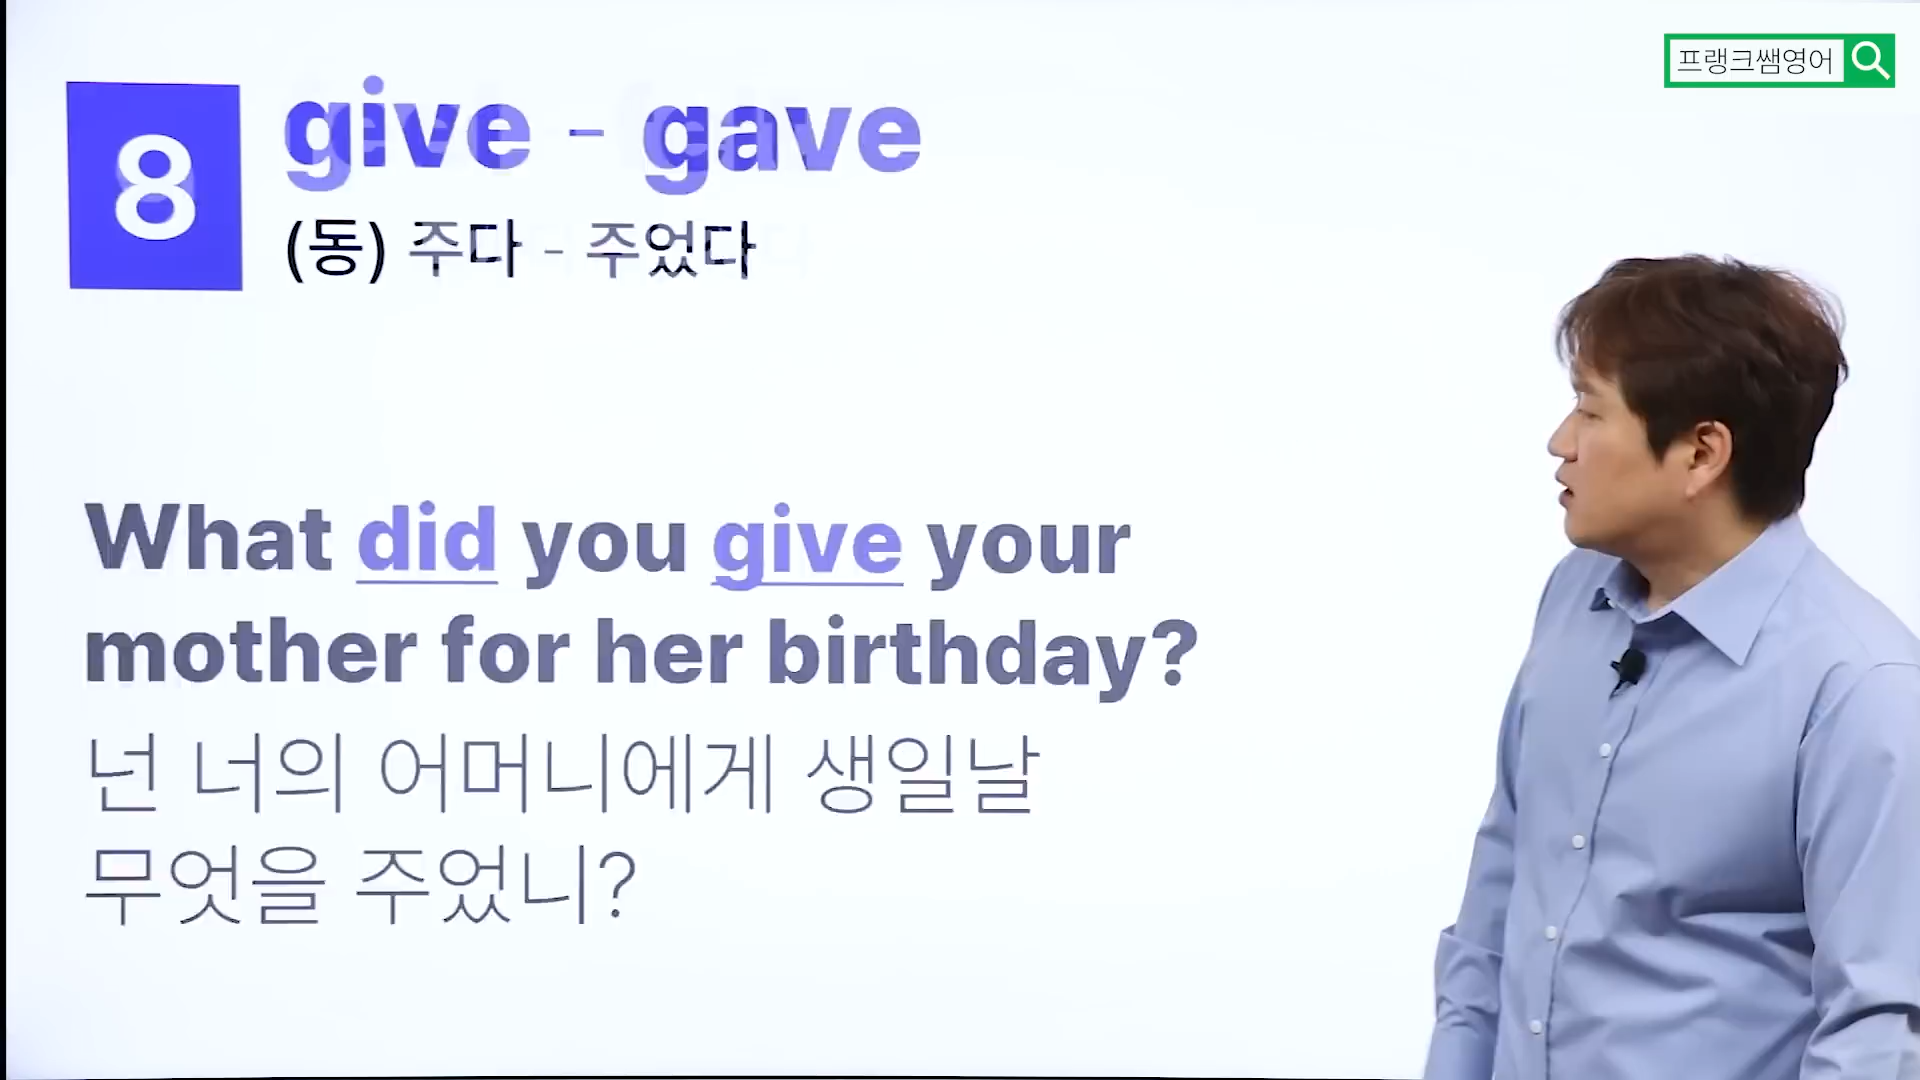 프랭크쌤영어
8
give - gave
(동) 주다 - 주었다
What did you give your
mother for her birthday?
넌 너의 어머니에게 생일날
무엇을 주었니?